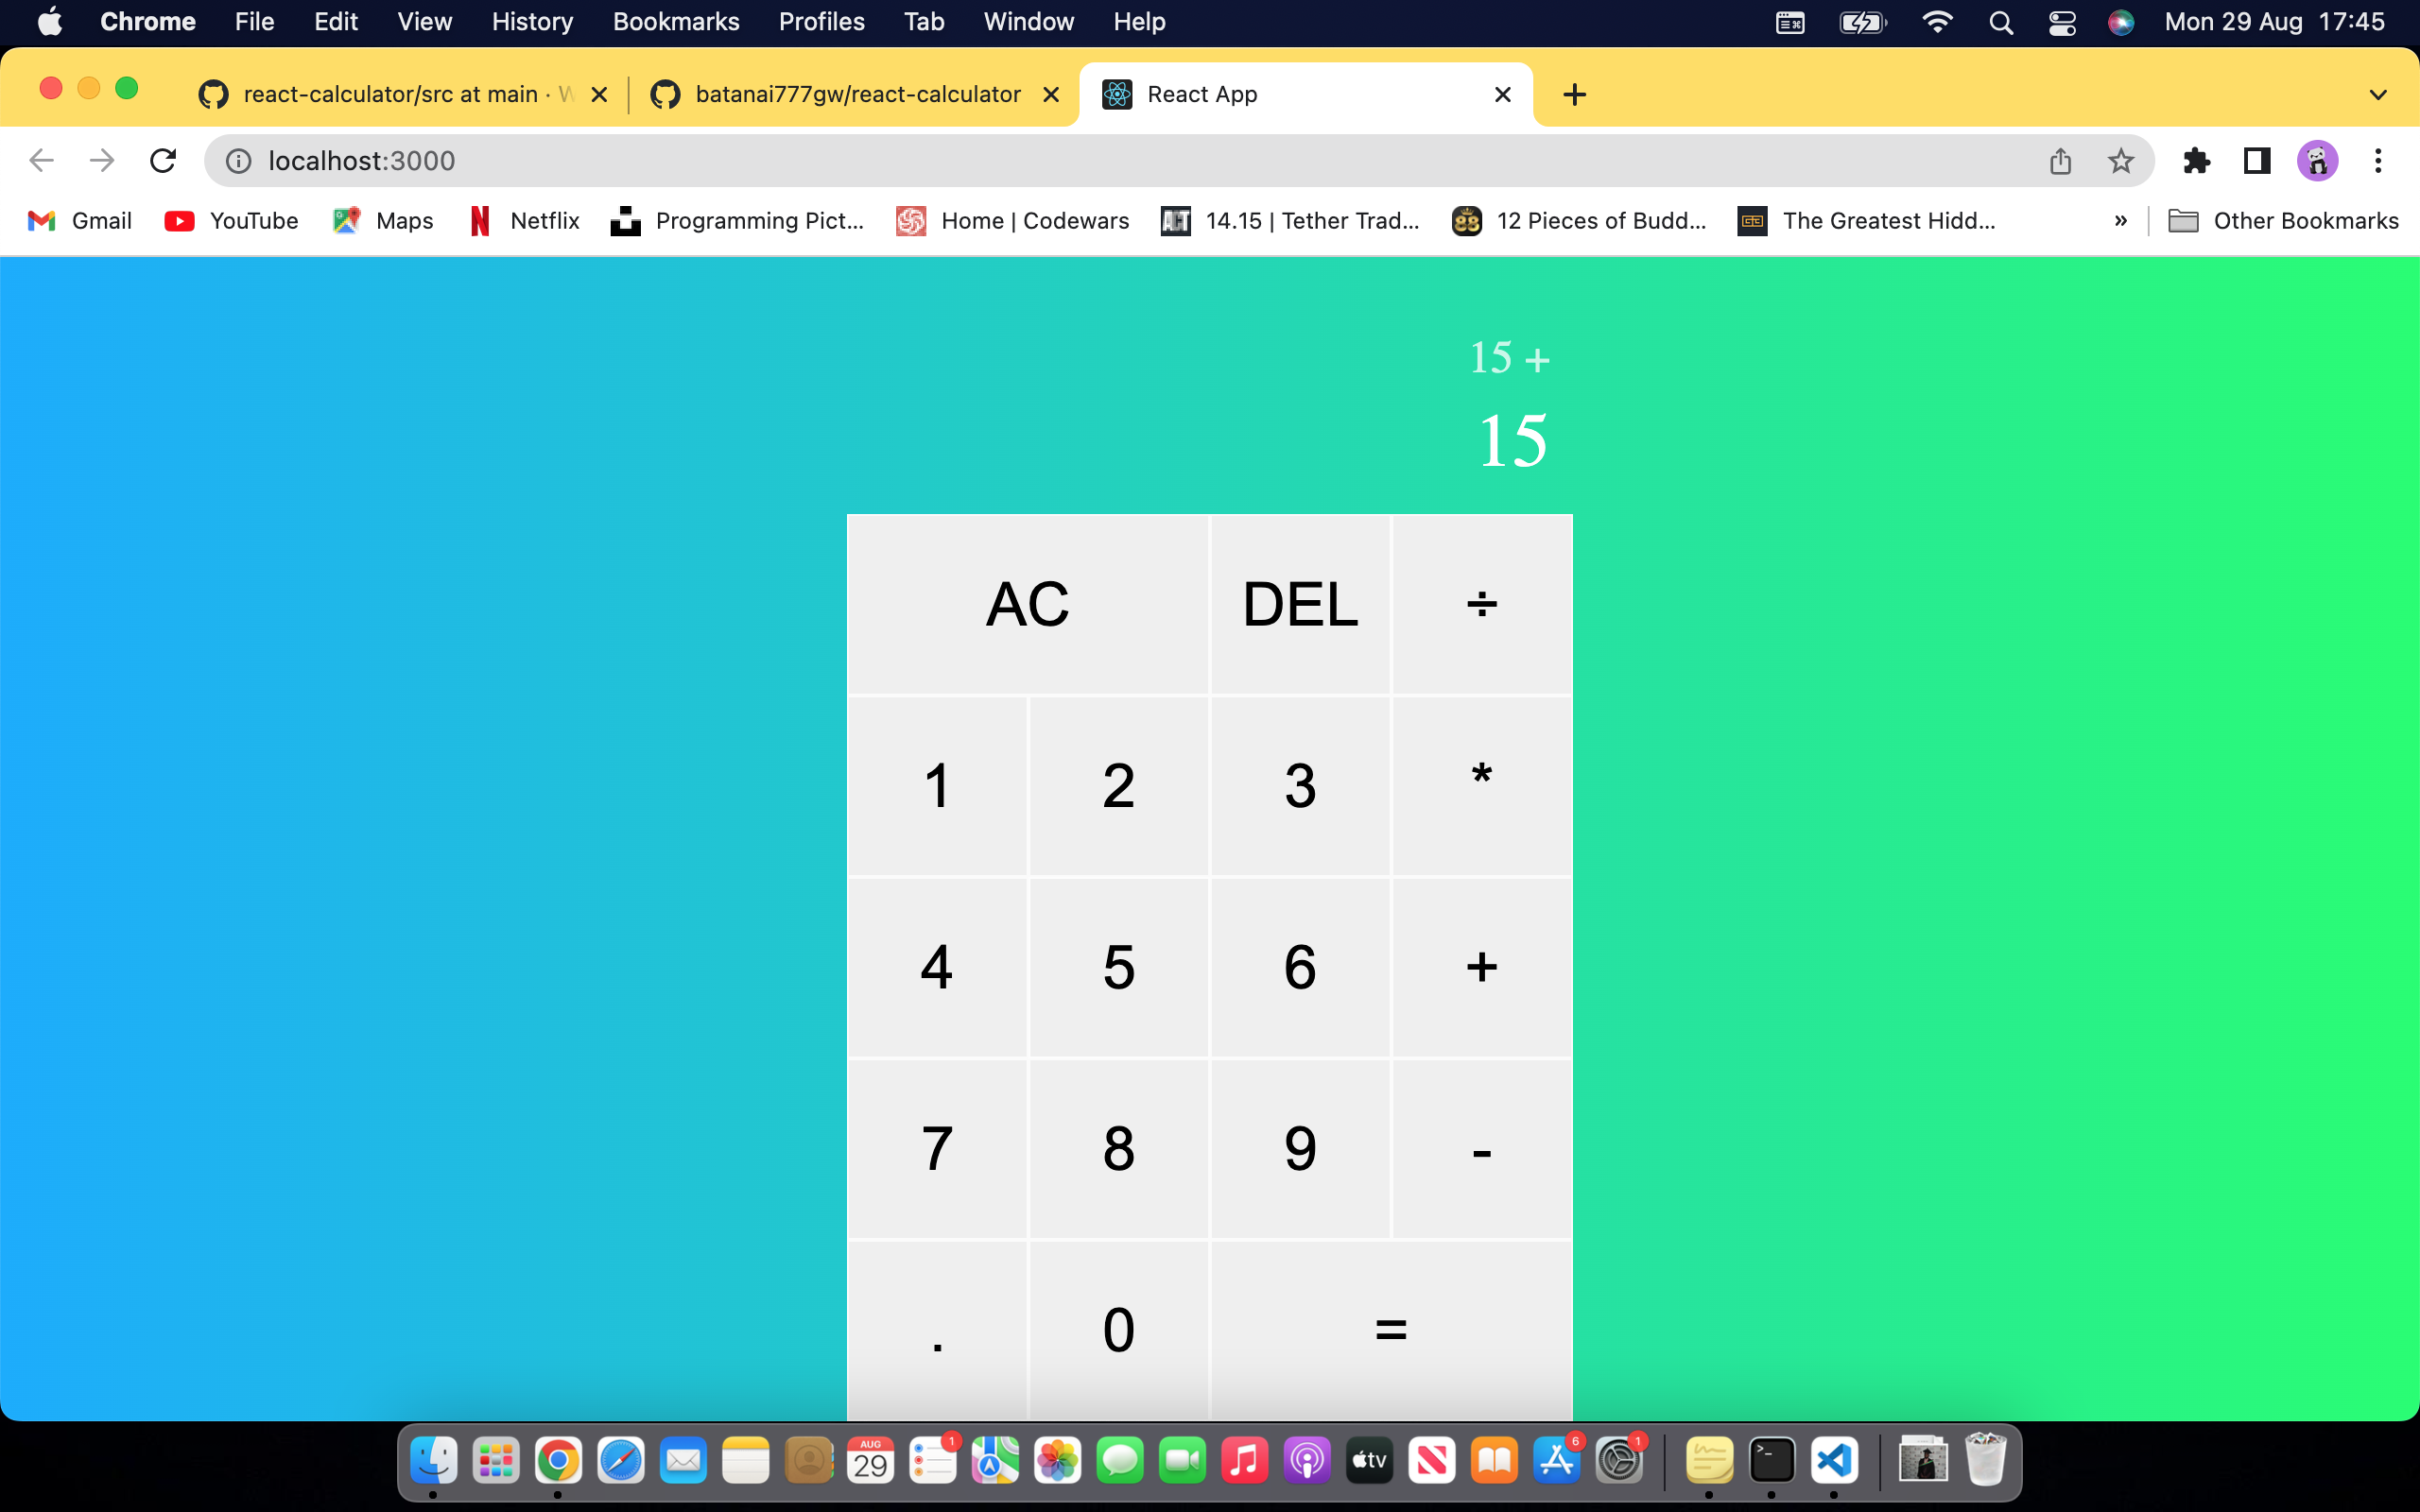 Chrome File Edit View History Bookmarks Profiles Tab Window Help Mon 29 Aug 17:45
react-calculator/src at main · W batanai777gw/react-calculator React App
localhost:3000
Gmail YouTube Maps Netflix Programming Pict... Home | Codewars 14.15 | Tether Trad... 12 Pieces of Budd... The Greatest Hidd... » Other Bookmarks
15 +
15
AC DEL ÷
1 2 3 *
4 5 6 +
7 8 9 -
. 0 =
AUG
29
1
tv
6
1